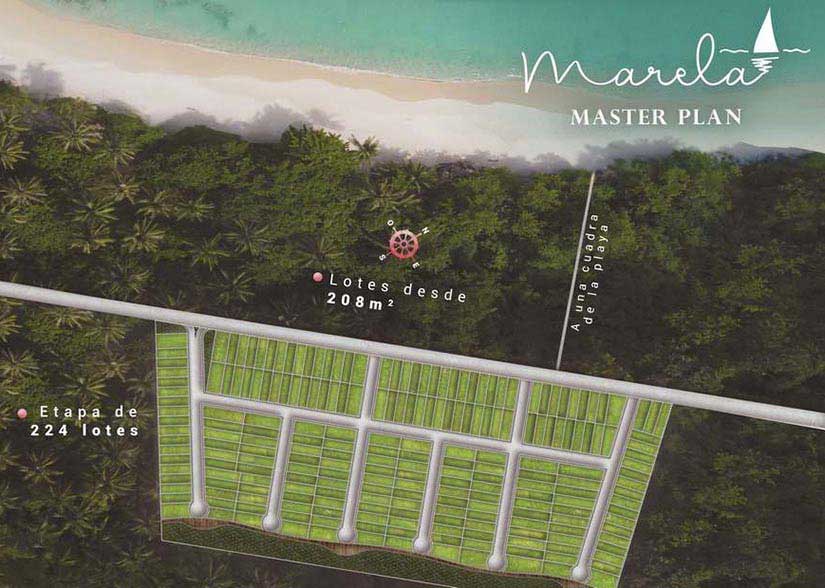 Marela
MASTER PLAN
O N
S E
Lotes desde
208m²
A una cuadra
de la playa
Etapa de
224 lotes